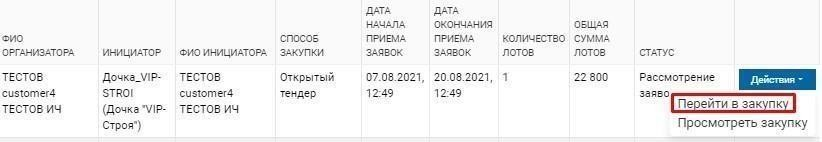 ФИО
ОРГАНИЗАТОРА
ИНИЦИАТОР
ФИО ИНИЦИАТОРА
СПОСОБ
ЗАКУПКИ
ДАТА
НАЧАЛА
ПРИЕМА
ЗАЯВОК
ДАТА
ОКОНЧАНИЯ
ПРИЕМА
ЗАЯВОК
КОЛИЧЕСТВО
ЛОТОВ
ОБЩАЯ
СУММА
ЛОТОВ
СТАТУС
ТЕСТОВ
customer4
ТЕСТОВ ИЧ
Дочка_VIP-
STROI
(Дочка "VIP-
Строя")
ТЕСТОВ
customer4
ТЕСТОВ ИЧ
Открытый
тендер
07.08.2021,
12:49
20.08.2021,
12:49
1
22 800
Рассмотрение
заяво
Действия
Перейти в закупку
Просмотреть закупку